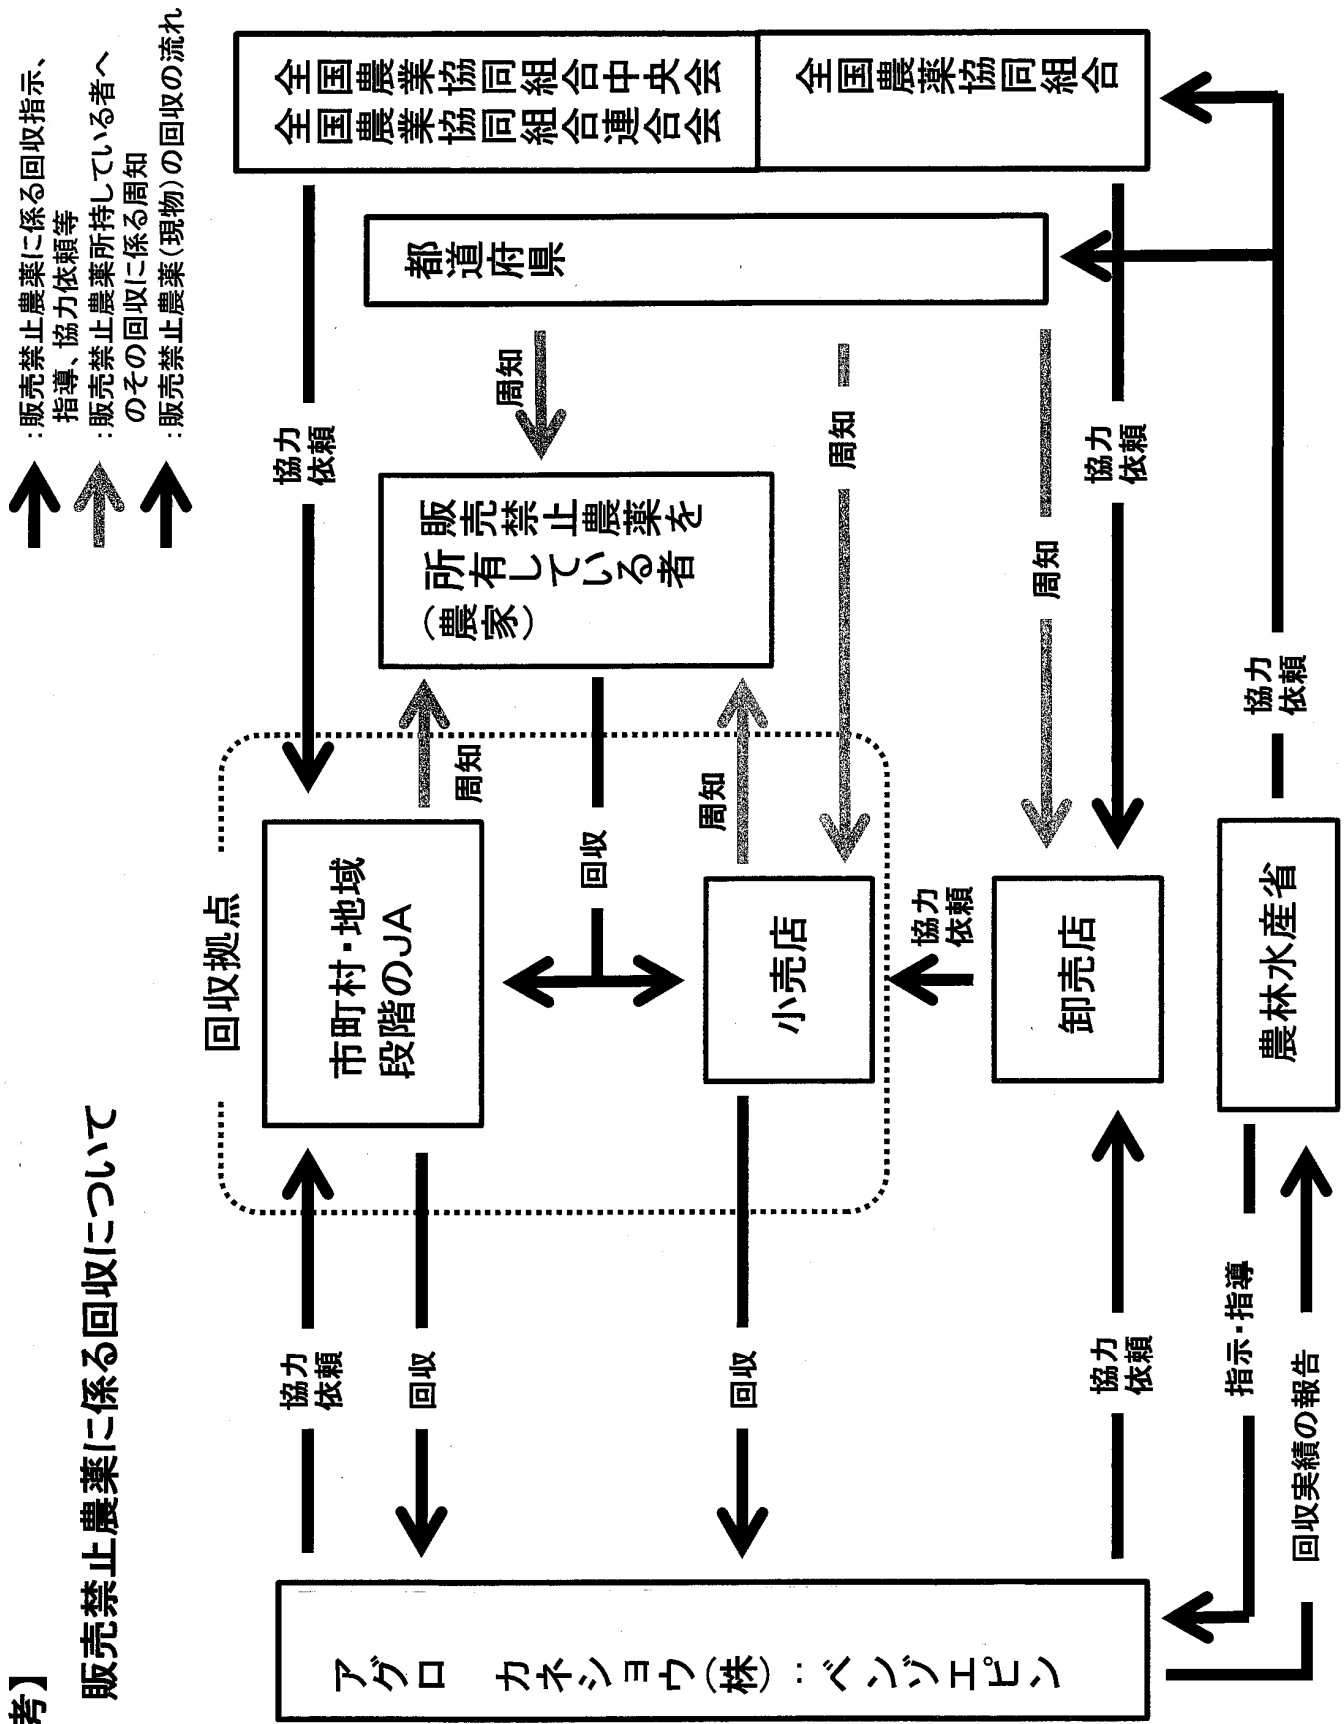 考】
販売禁止農薬に係る回収について
:販売禁止農薬に係る回収指示、
指導、協力依頼等
:販売禁止農薬所持している者へ
のその回収に係る周知
:販売禁止農薬(現物)の回収の流れ
アグロ カネショウ(株):ベンゾエピン
協力
依頼
回収
回収
協力
依頼
指示・指導
回収実績の報告
回収拠点
市町村・地域
段階のJA
小売店
卸売店
農林水産省
協力
依頼
回収
周知
周知
協力
依頼
販売禁止農薬を
所有している者
(農家)
周知
周知
周知
協力
依頼
協力
依頼
都道府県
全国農業協同組合中央会
全国農業協同組合連合会
全国農薬協同組合